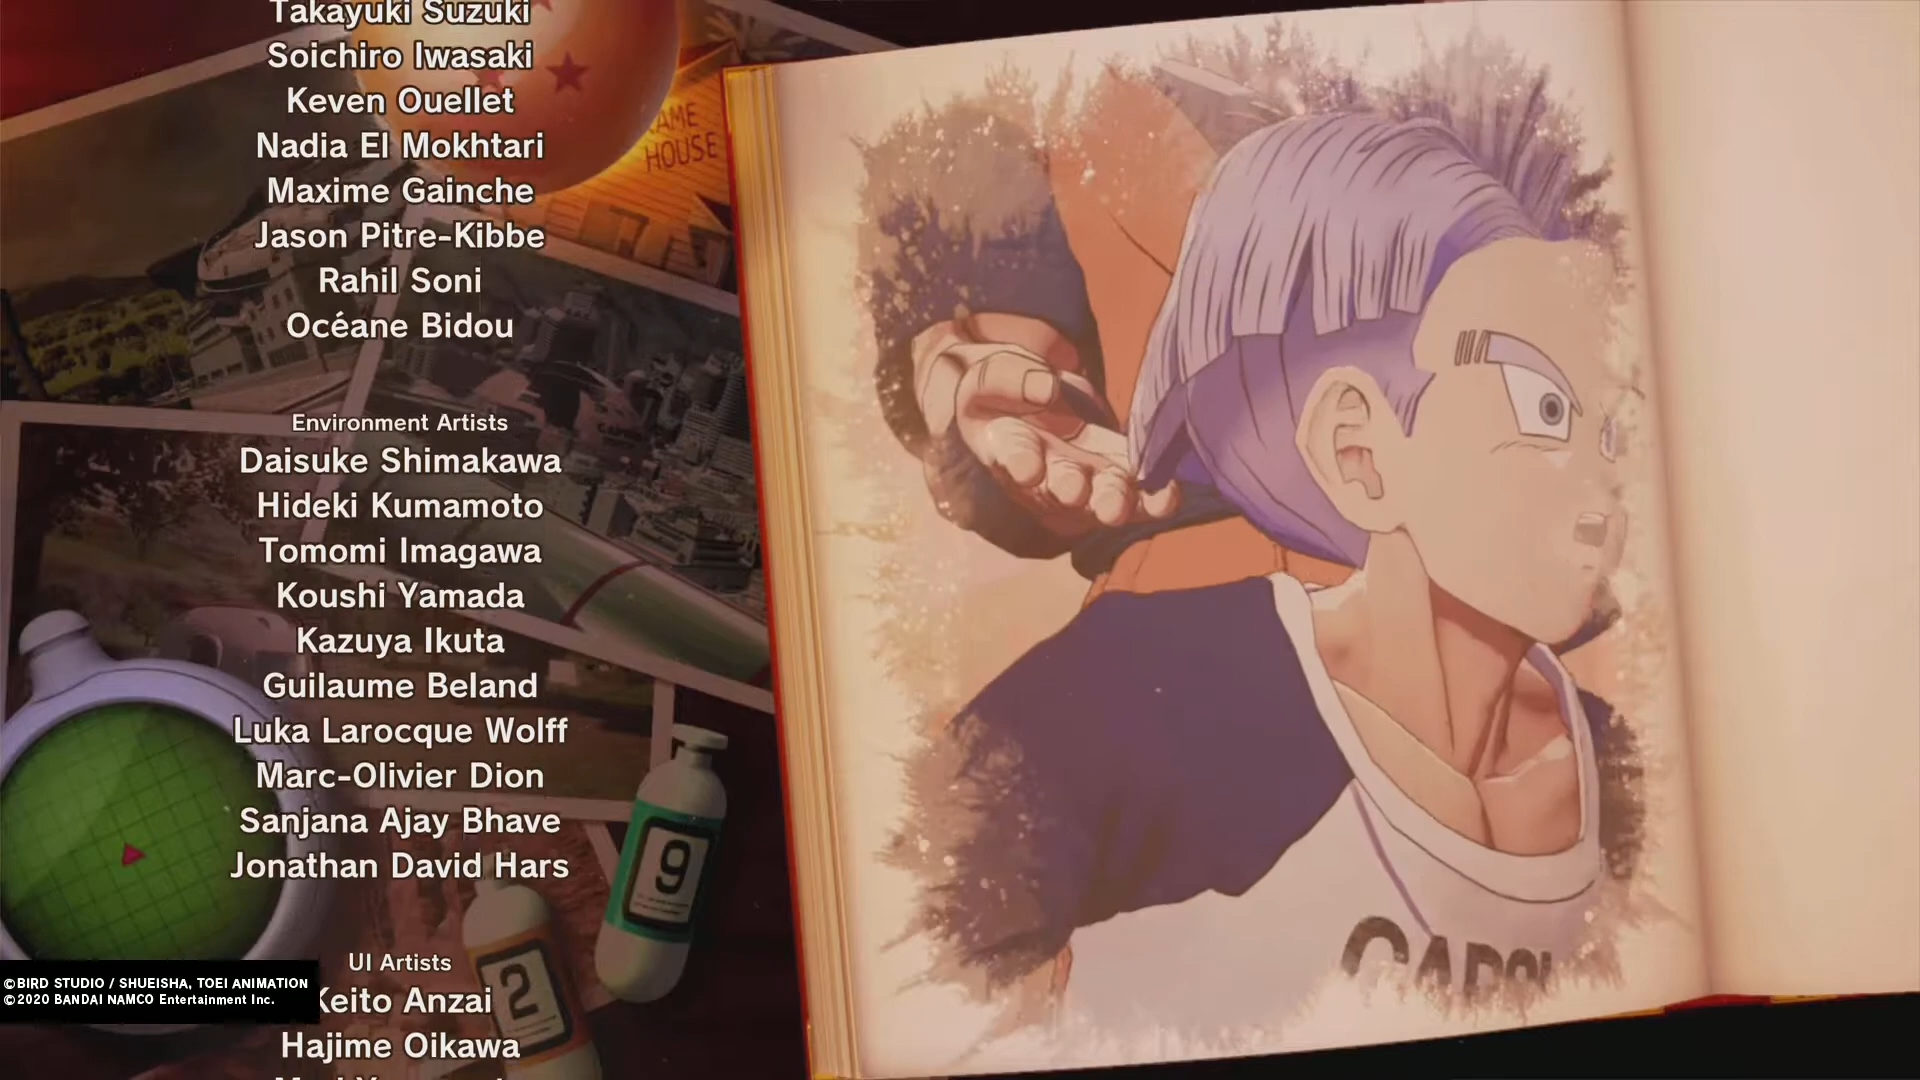 Takayuki Suzuki
Soichiro Iwasaki
Keven Ouellet
Nadia El Mokhtari
Maxime Gainche
Jason Pitre-Kibbe
Rahil Soni
Océane Bidou
Environment Artists
Daisuke Shimakawa
Hideki Kumamoto
Tomomi Imagawa
Koushi Yamada
Kazuya Ikuta
Guilaume Beland
Luka Larocque Wolff
Marc-Olivier Dion
Sanjana Ajay Bhave
Jonathan David Hars
UI Artists
Keito Anzai
Hajime Oikawa
©BIRD STUDIO / SHUEISHA, TOEI ANIMATION
©2020 BANDAI NAMCO Entertainment Inc.
KAME
HOUSE
9
2